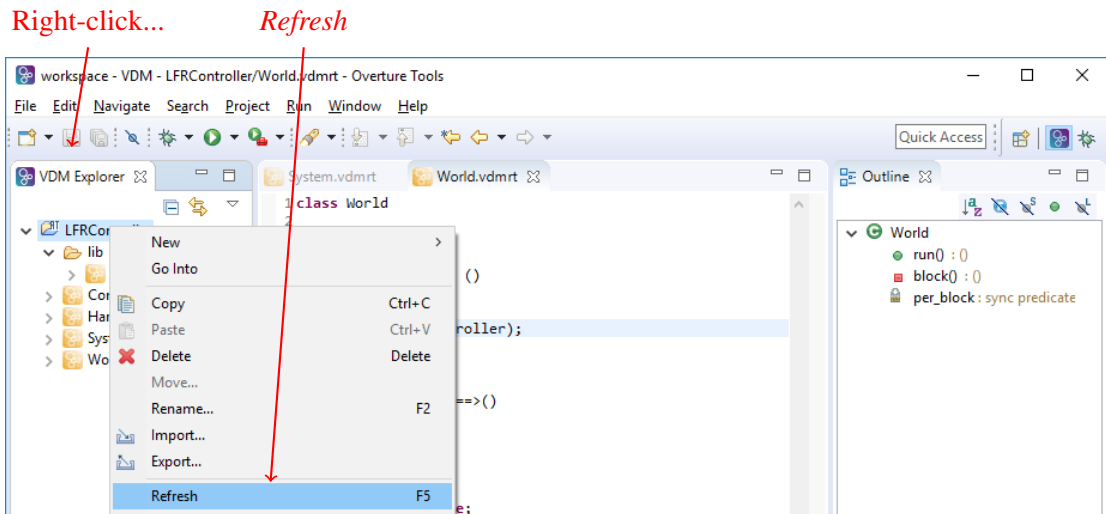 Right-click... Refresh
workspace - VDM - LFRController/World.vdmrt - Overture Tools
File Edit Navigate Search Project Run Window Help
Quick Access
VDM Explorer System.vdmrt World.vdmrt Outline
1 class World
2
LFRCon
World
lib
New
run() : ()
Go Into
()
block() : ()
Con
Copy Ctrl+C
per_block : sync predicate
Har
Paste Ctrl+V
roller);
Sys
Wo
Delete Delete
Move...
Rename... F2
==>()
Import...
Export...
Refresh F5
e;